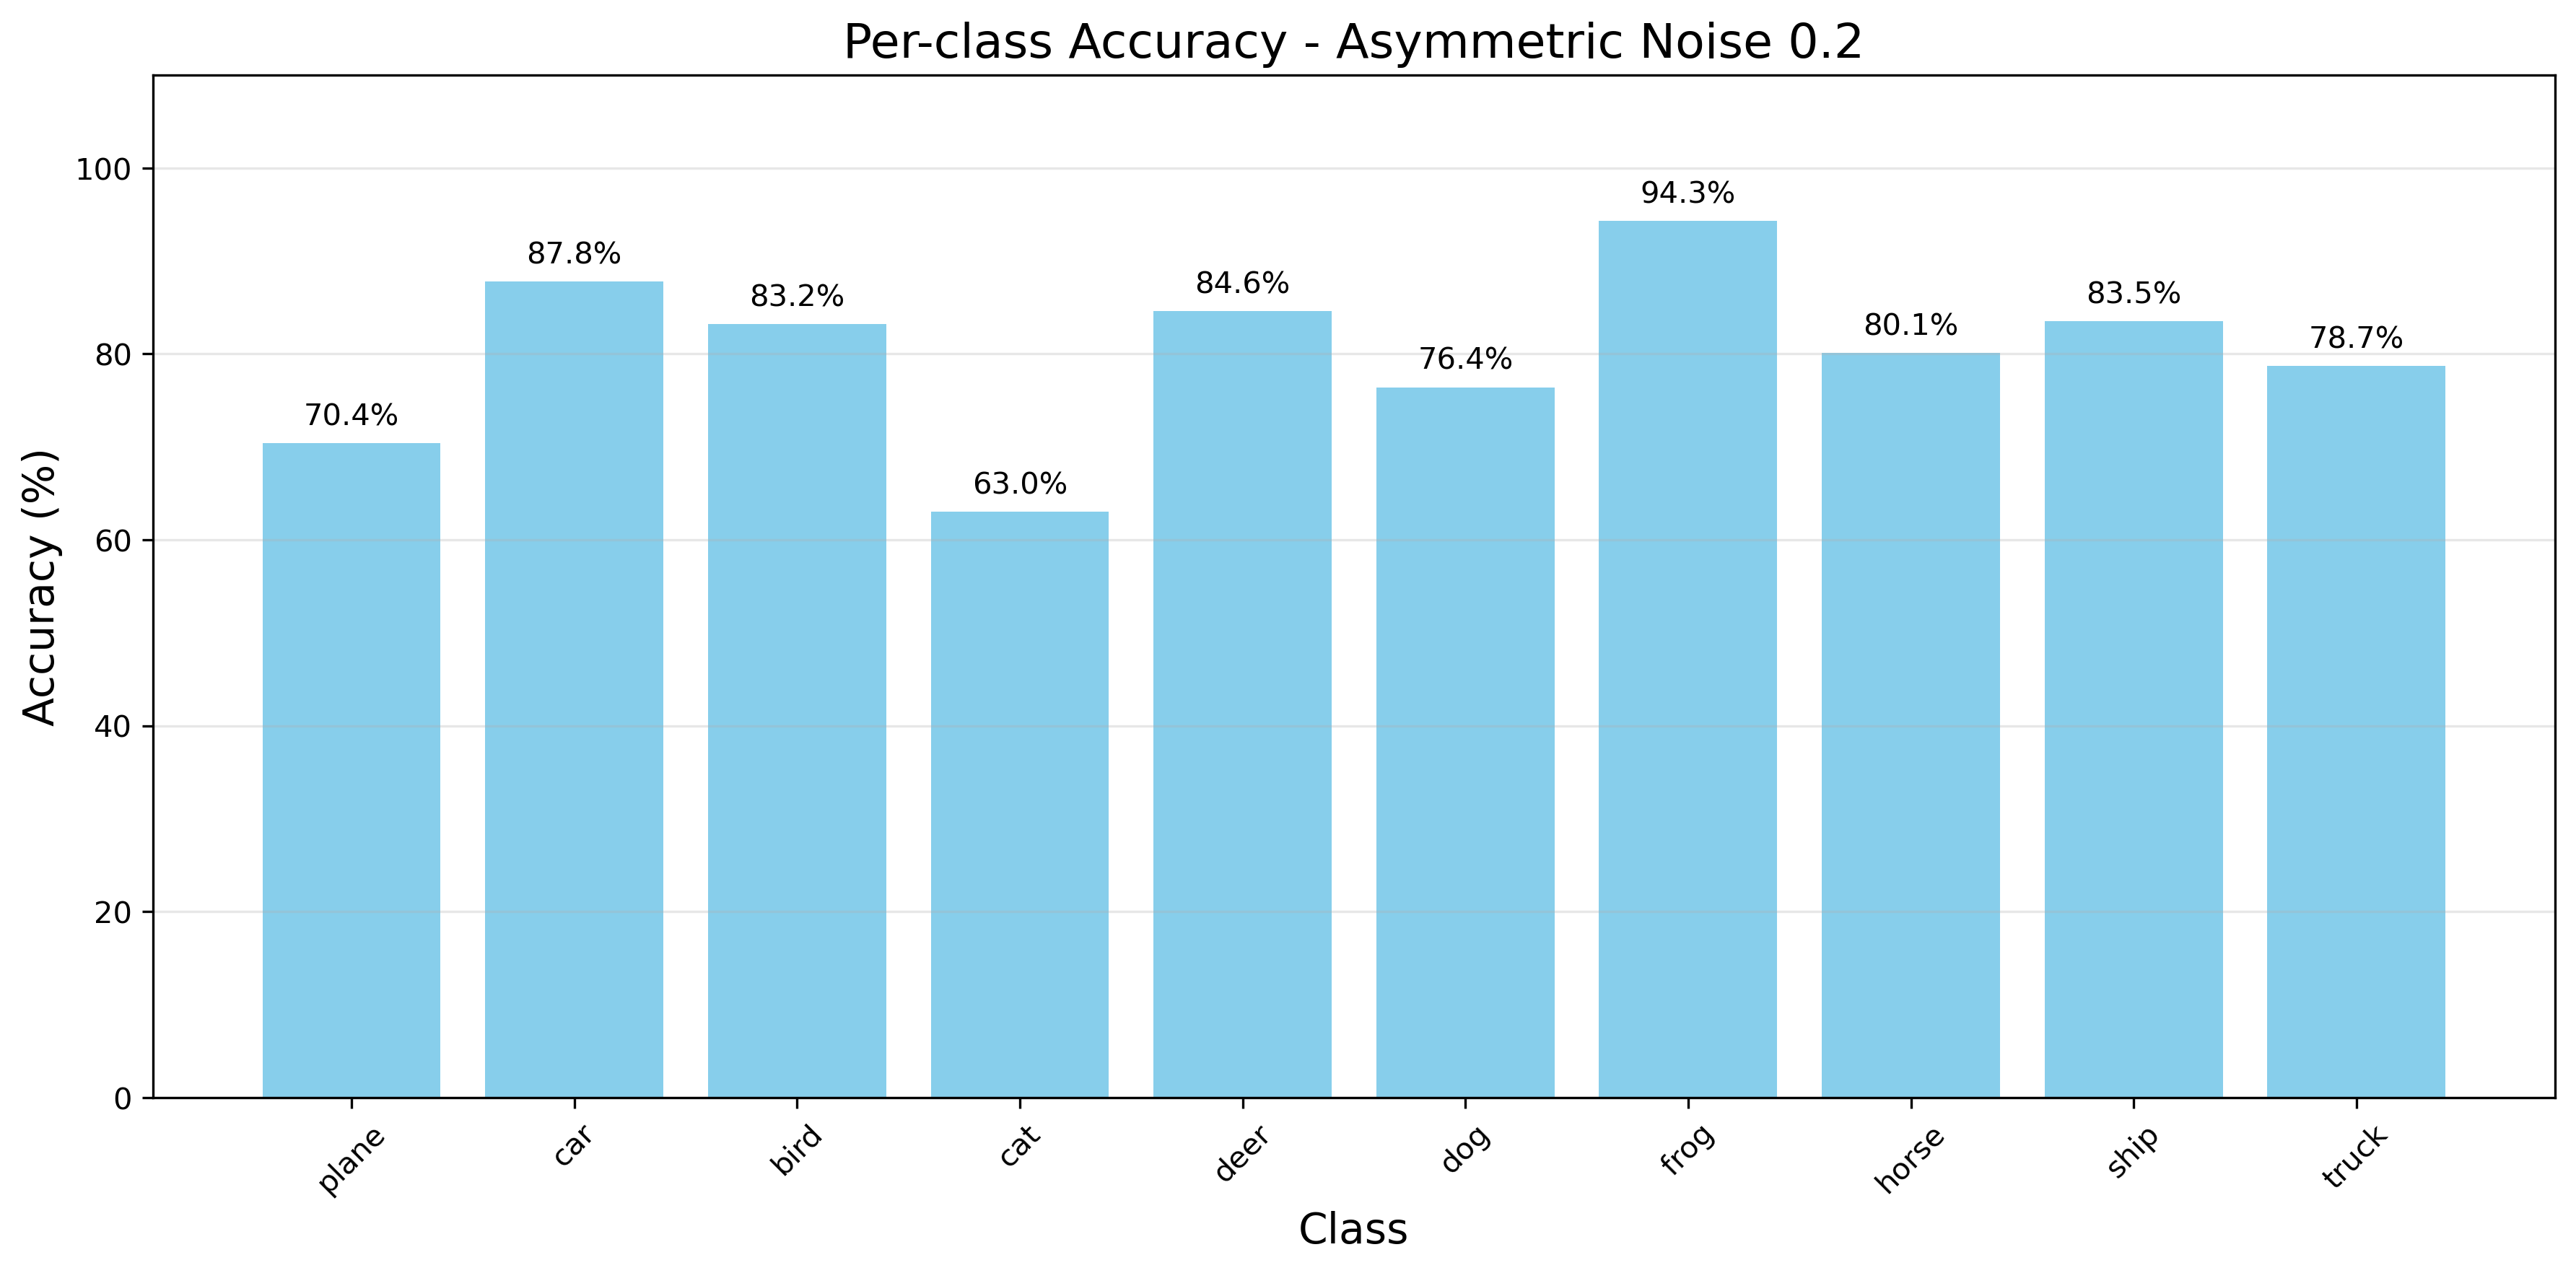 Per-class Accuracy - Asymmetric Noise 0.2
Accuracy (%)
100
80
60
40
20
0
70.4%
87.8%
83.2%
63.0%
84.6%
76.4%
94.3%
80.1%
83.5%
78.7%
plane
car
bird
cat
deer
dog
frog
horse
ship
truck
Class